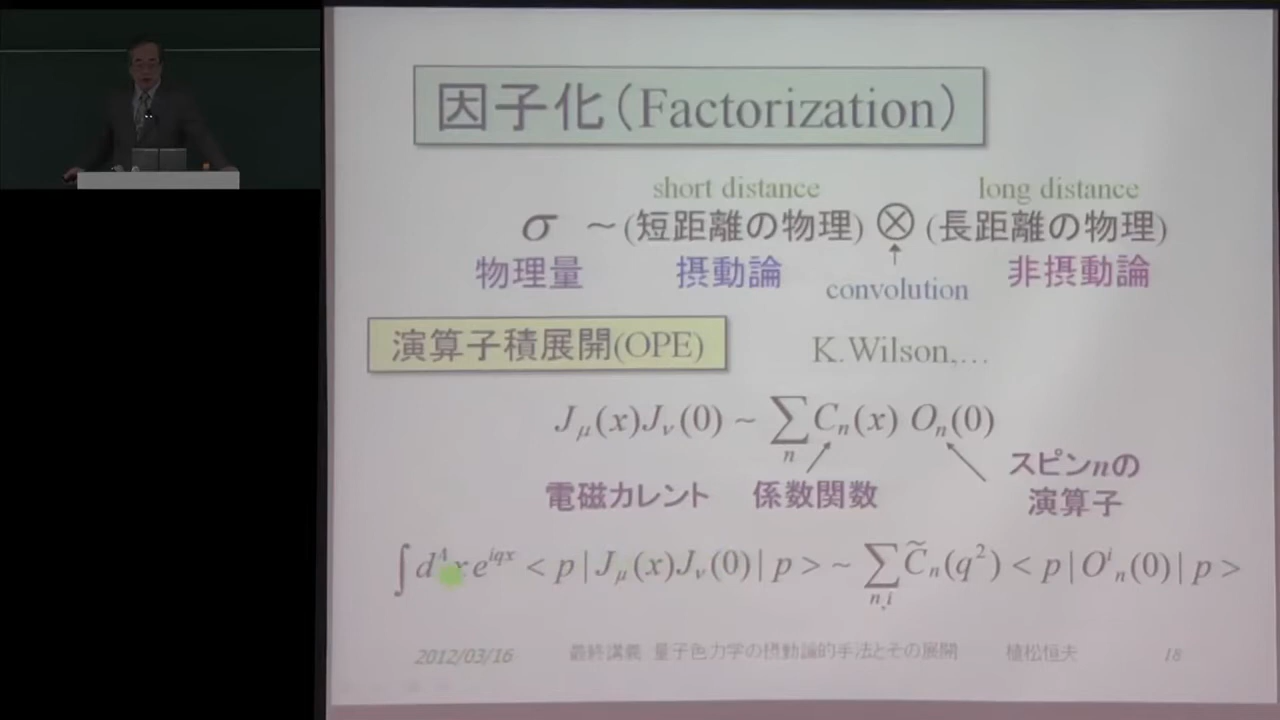 因子化(Factorization)
short distance long distance
σ ~(短距離の物理) ⊗ (長距離の物理)
物理量 摂動論 convolution 非摂動論
演算子積展開(OPE) K.Wilson,…
J_μ(x)J_ν(0) ~ ∑_n C_n(x) O_n(0)
電磁カレント 係数関数 スピンnの
演算子
∫d⁴xe^{iqx} <p|J_μ(x)J_ν(0)|p> ~ ∑_{n,i} C̃_n(q²) <p|O^i_n(0)|p>
2012/03/16 最終講義 量子色力学の摂動論的手法とその展開 植松恒夫 18